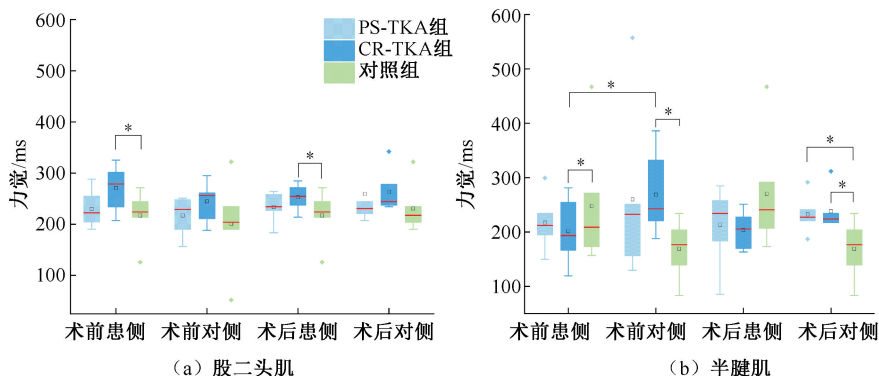 600
500
400
300
200
100
力觉/ms
PS-TKA组
CR-TKA组
对照组
*
*
术前患侧
术前对侧
术后患侧
术后对侧
(a) 股二头肌
600
500
400
300
200
100
力觉/ms
*
*
*
*
*
术前患侧
术前对侧
术后患侧
术后对侧
(b) 半腱肌